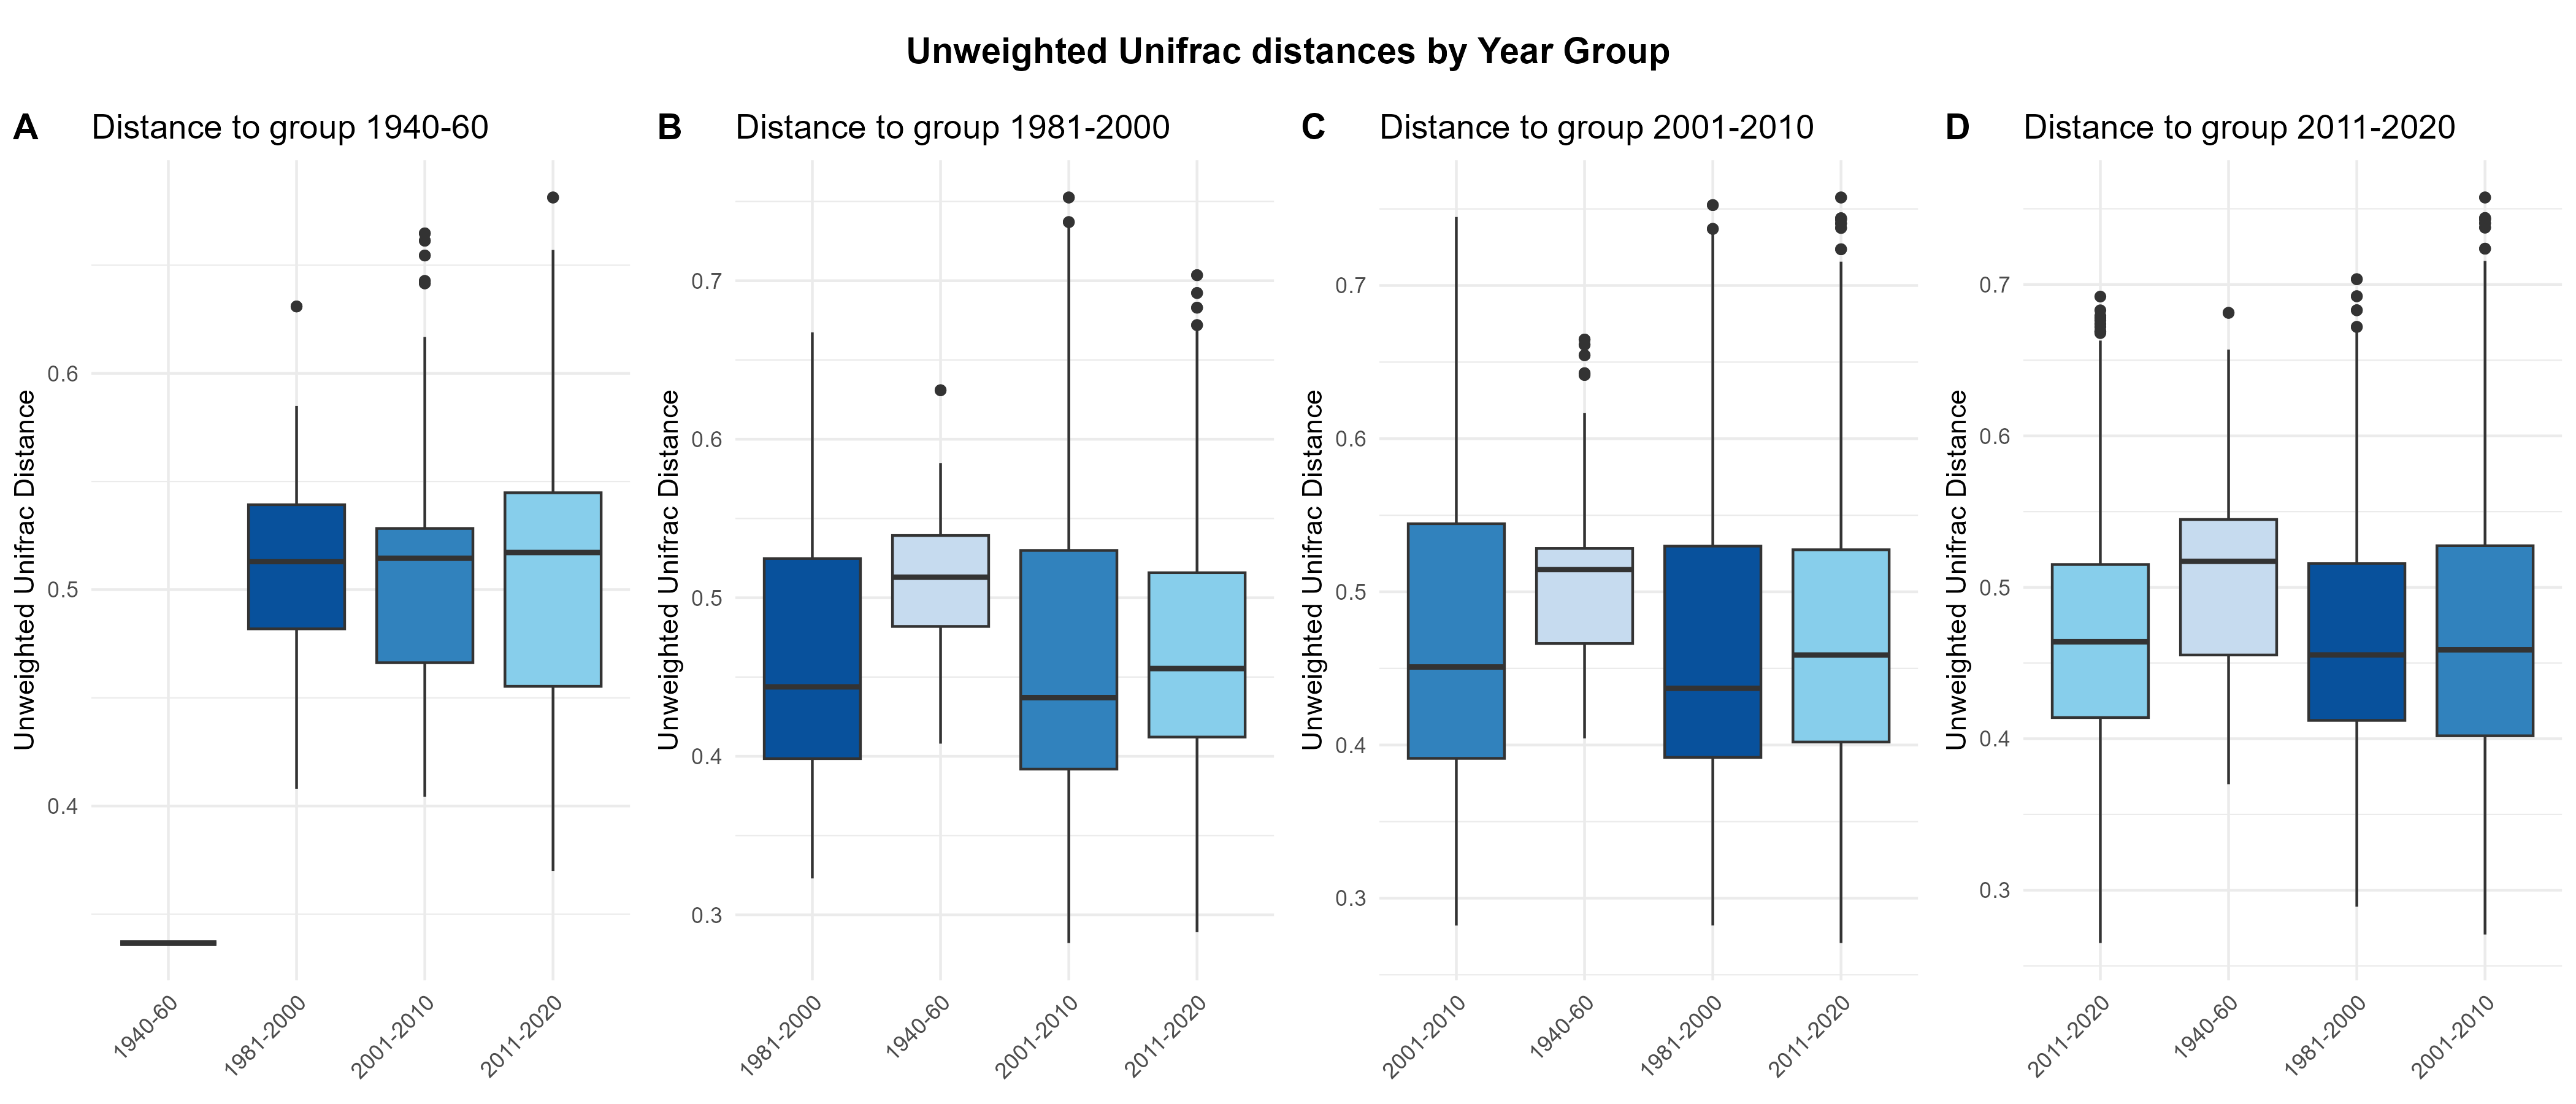 Unweighted Unifrac distances by Year Group
A
Distance to group 1940-60
Unweighted Unifrac Distance
0.6
0.5
0.4
1940-60
1981-2000
2001-2010
2011-2020
B
Distance to group 1981-2000
Unweighted Unifrac Distance
0.7
0.6
0.5
0.4
0.3
1981-2000
1940-60
2001-2010
2011-2020
C
Distance to group 2001-2010
Unweighted Unifrac Distance
0.7
0.6
0.5
0.4
0.3
2001-2010
1940-60
1981-2000
2011-2020
D
Distance to group 2011-2020
Unweighted Unifrac Distance
0.7
0.6
0.5
0.4
0.3
2011-2020
1940-60
1981-2000
2001-2010